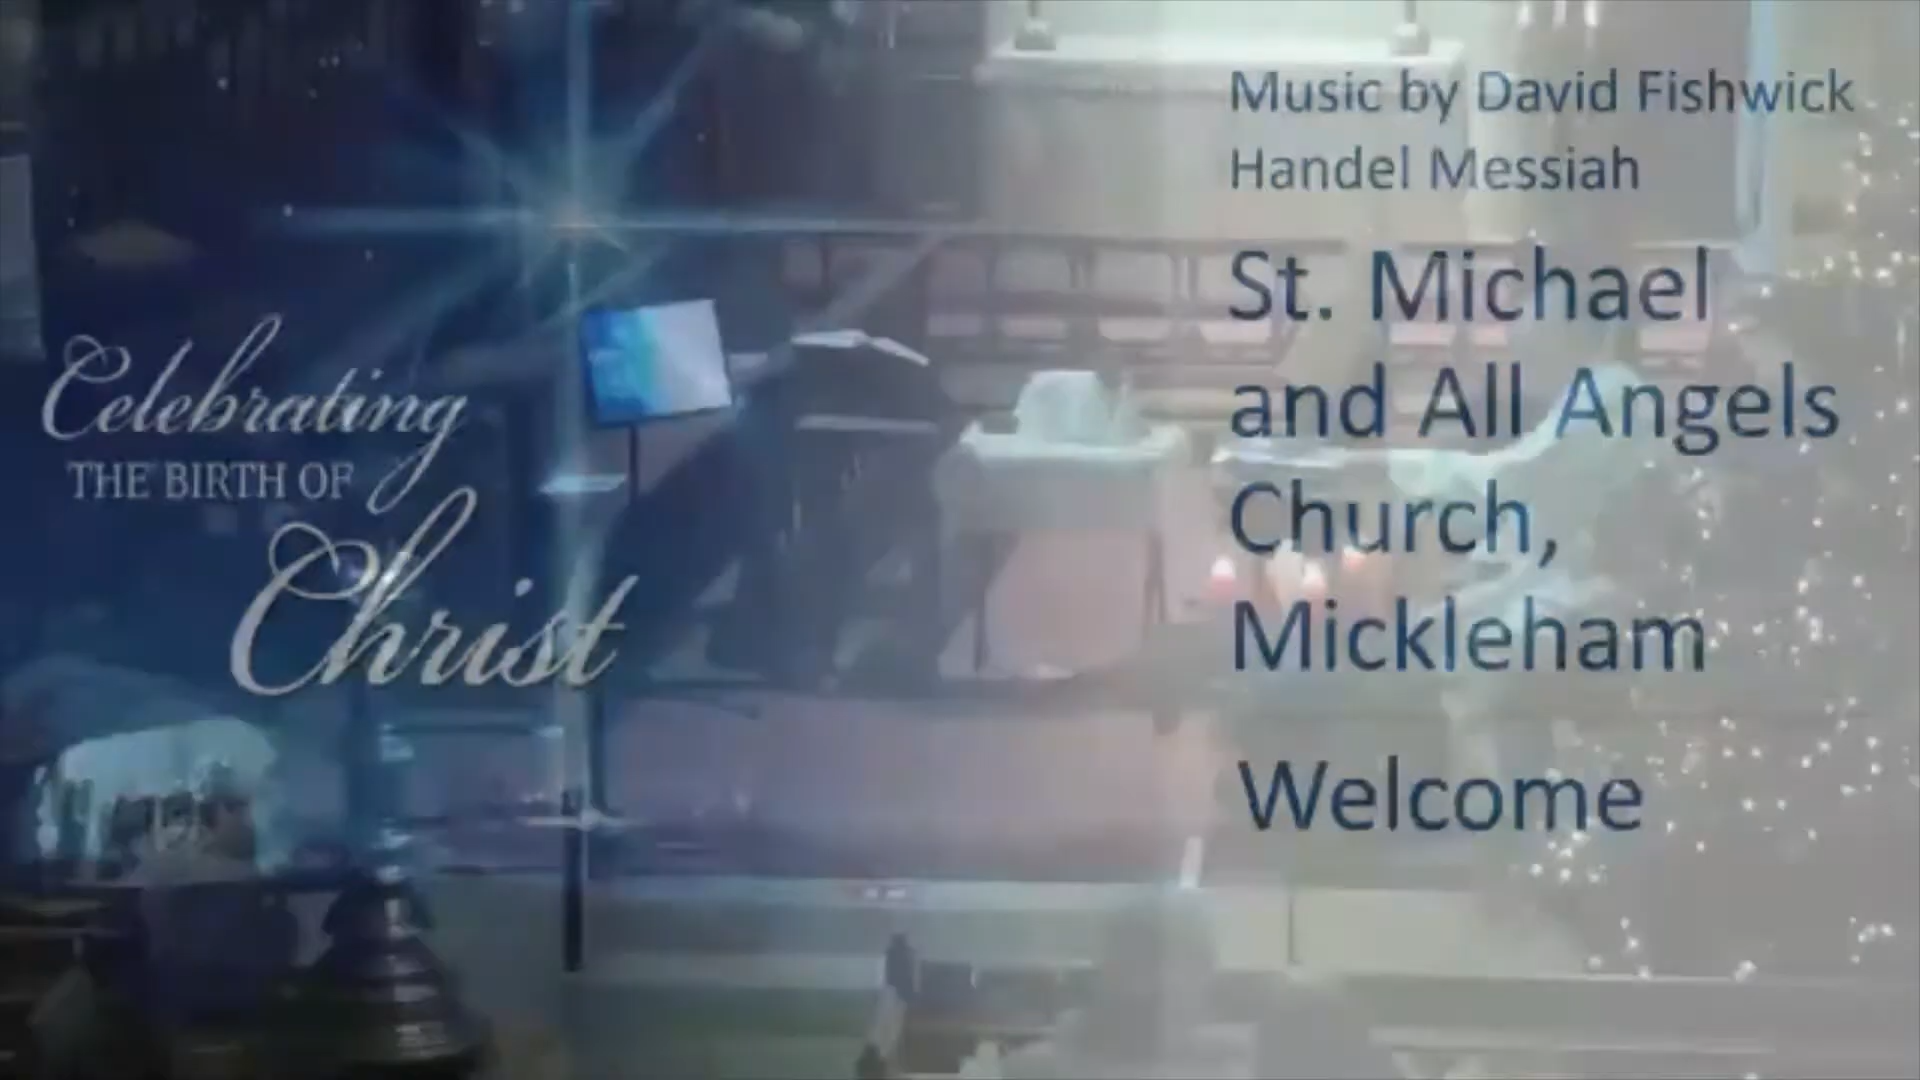 Celebrating
THE BIRTH OF
Christ
Music by David Fishwick
Handel Messiah
St. Michael
and All Angels
Church,
Mickleham
Welcome